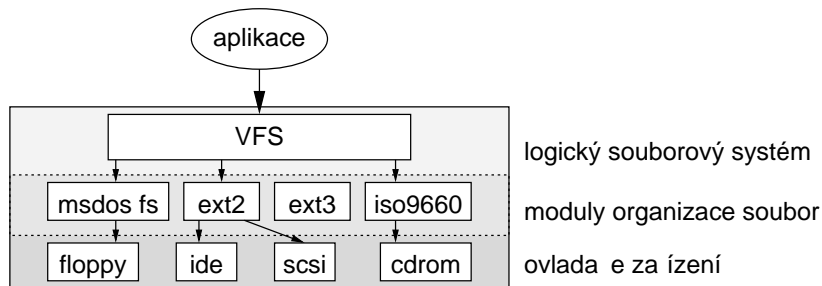 aplikace
VFS
logický souborový systém
msdos fs ext2 ext3 iso9660
moduly organizace soubor
floppy ide scsi cdrom
ovlada e za ízení